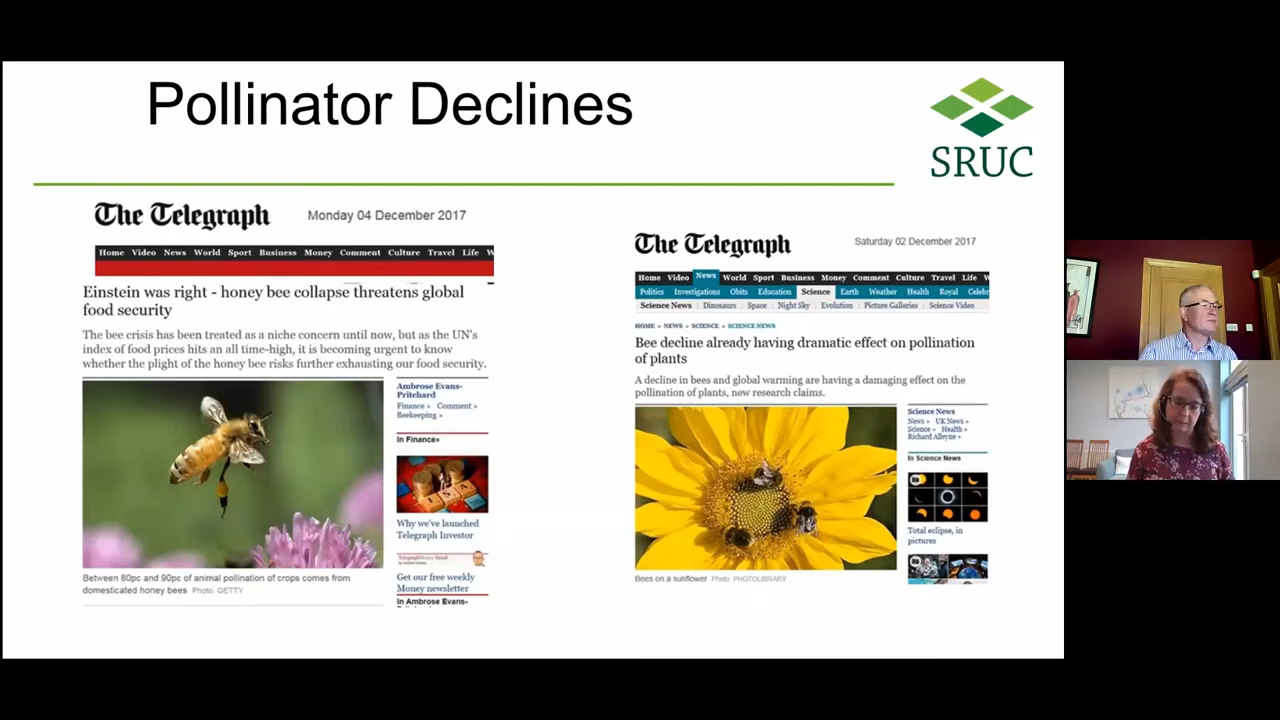 Pollinator Declines
SRUC
The Telegraph
Monday 04 December 2017
Home Video News World Sport Business Money Comment Culture Travel Life W
Einstein was right - honey bee collapse threatens global
food security
The bee crisis has been treated as a niche concern until now, but as the UN's
index of food prices hits an all time-high, it is becoming urgent to know
whether the plight of the honey bee risks further exhausting our food security.
Ambrose Evans-
Pritchard
Finance » Comment »
Beekeeping »
In Finance»
Why we've launched
Telegraph Investor
Get our free weekly
Money newsletter
In Ambrose Evans-
Between 80pc and 90pc of animal pollination of crops comes from
domesticated honey bees Photo: GETTY
The Telegraph
Saturday 02 December 2017
Home Video News World Sport Business Money Comment Culture Travel Life W
Politics Investigations Obits Education Science Earth Weather Health Royal Celebr
Science News Dinosaurs Space Night Sky Evolution Picture Galleries Science Video
HOME » NEWS » SCIENCE » SCIENCE NEWS
Bee decline already having dramatic effect on pollination
of plants
A decline in bees and global warming are having a damaging effect on the
pollination of plants, new research claims.
Science News
News » UK News »
Science » Health »
Richard Alleyne »
In Science News
Total eclipse, in
pictures
Bees on a sunflower Photo: PHOTOLIBRARY